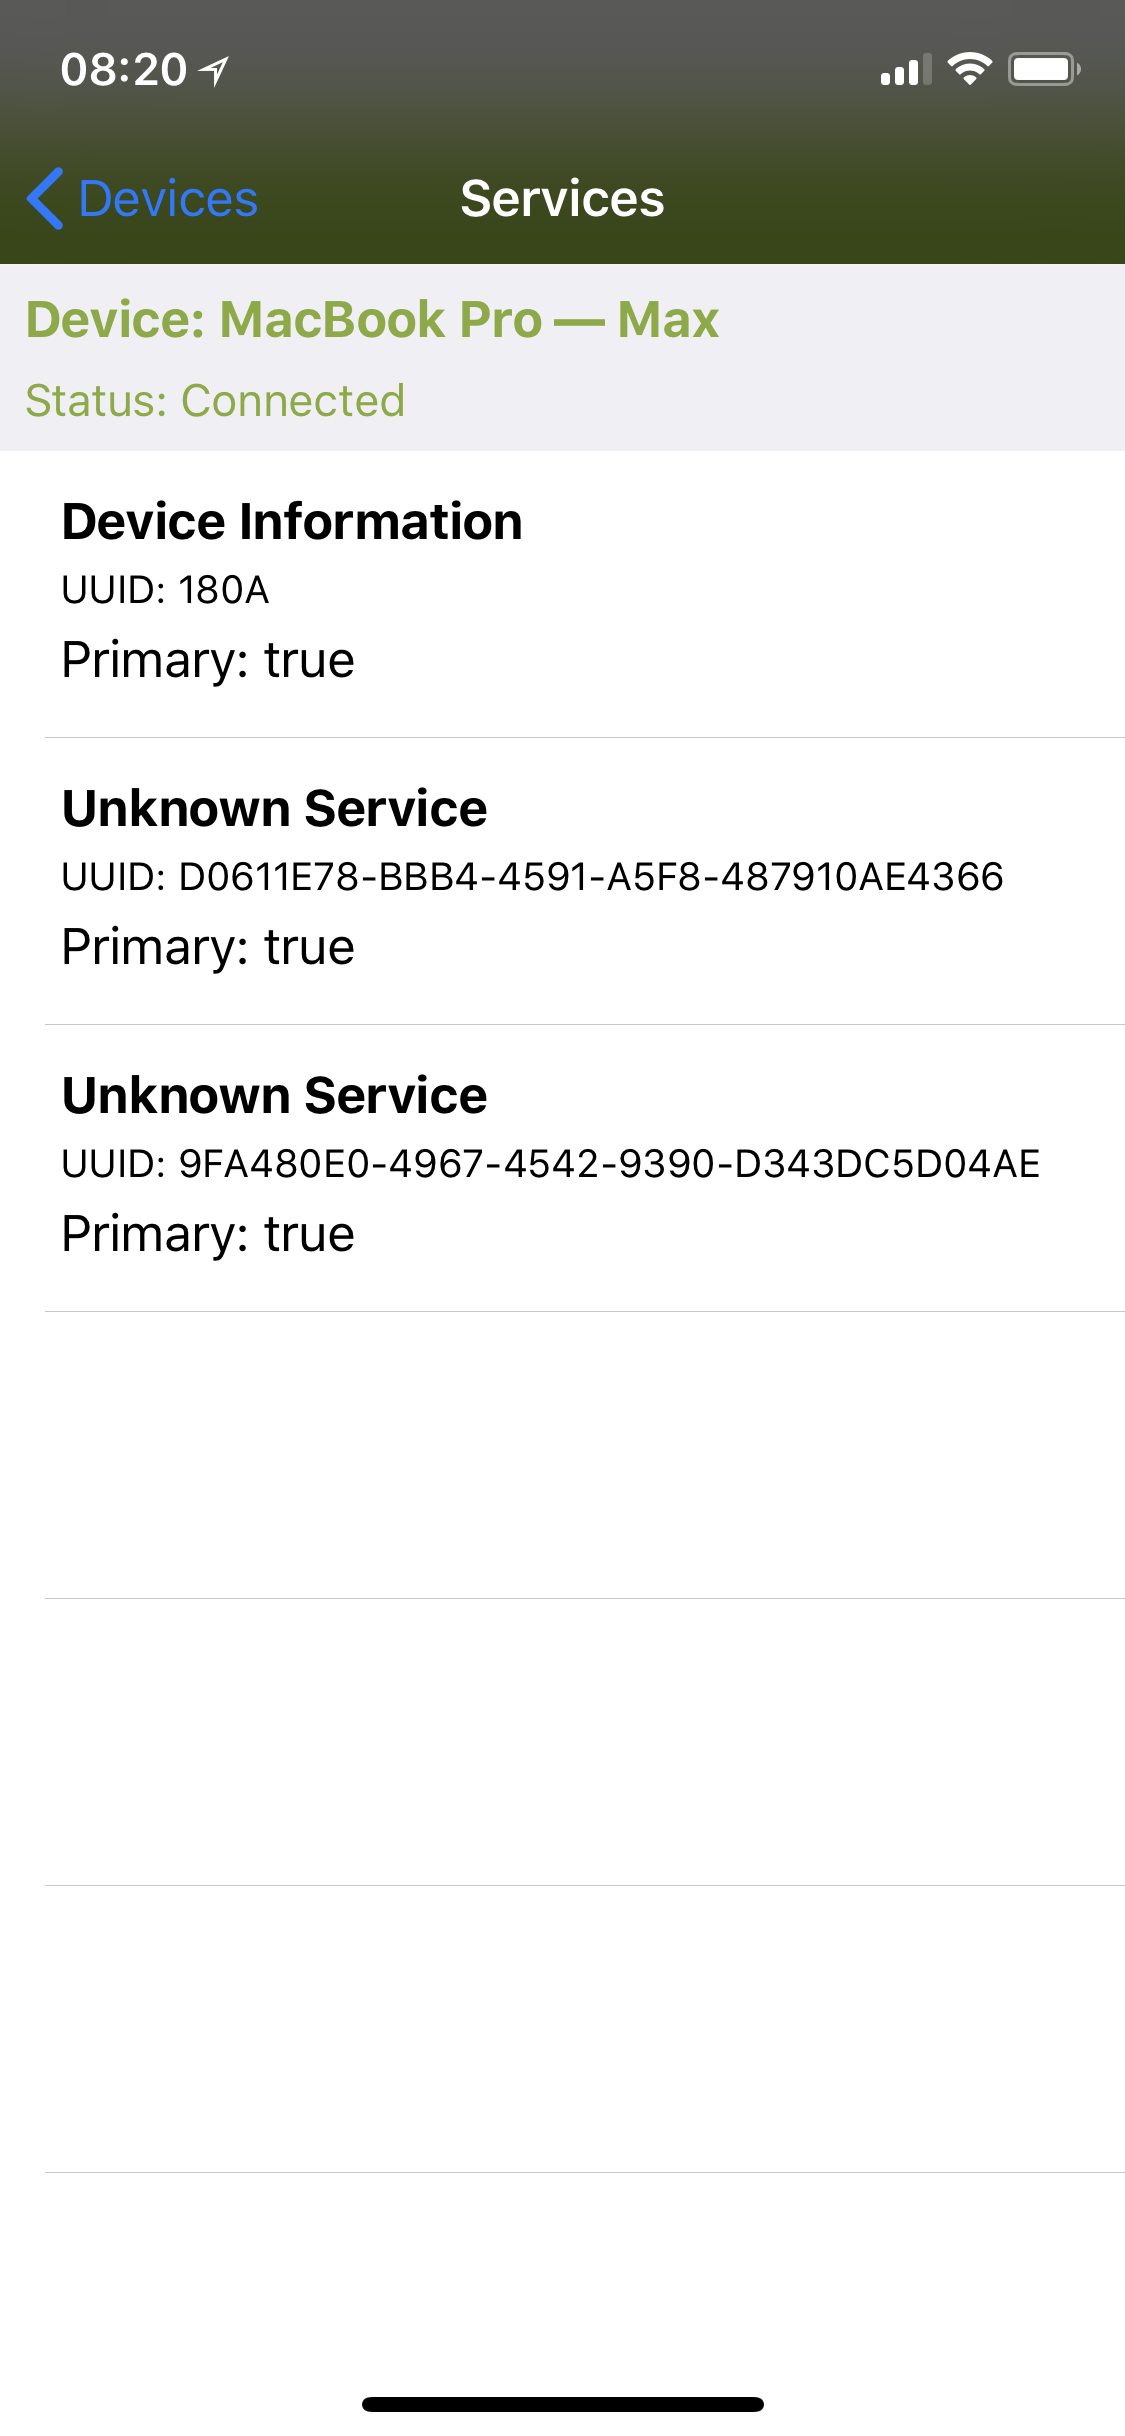 08:20
Devices
Services
Device: MacBook Pro — Max
Status: Connected
Device Information
UUID: 180A
Primary: true
Unknown Service
UUID: D0611E78-BBB4-4591-A5F8-487910AE4366
Primary: true
Unknown Service
UUID: 9FA480E0-4967-4542-9390-D343DC5D04AE
Primary: true